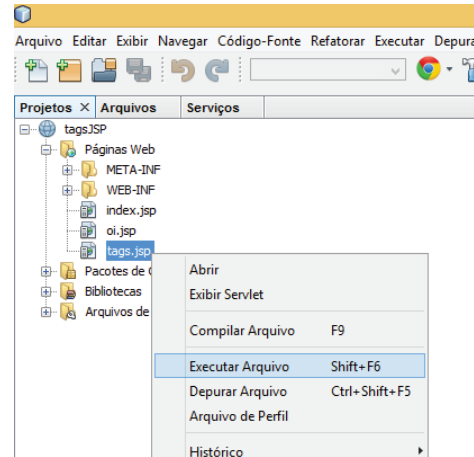 Arquivo Editar Exibir Navegar Código-Fonte Refatorar Executar Depura
Projetos × Arquivos Serviços
tagsJSP
Páginas Web
META-INF
WEB-INF
index.jsp
oi.jsp
tags.jsp
Pacotes de
Bibliotecas
Arquivos de
Abrir
Exibir Servlet
Compilar Arquivo F9
Executar Arquivo Shift+F6
Depurar Arquivo Ctrl+Shift+F5
Arquivo de Perfil
Histórico